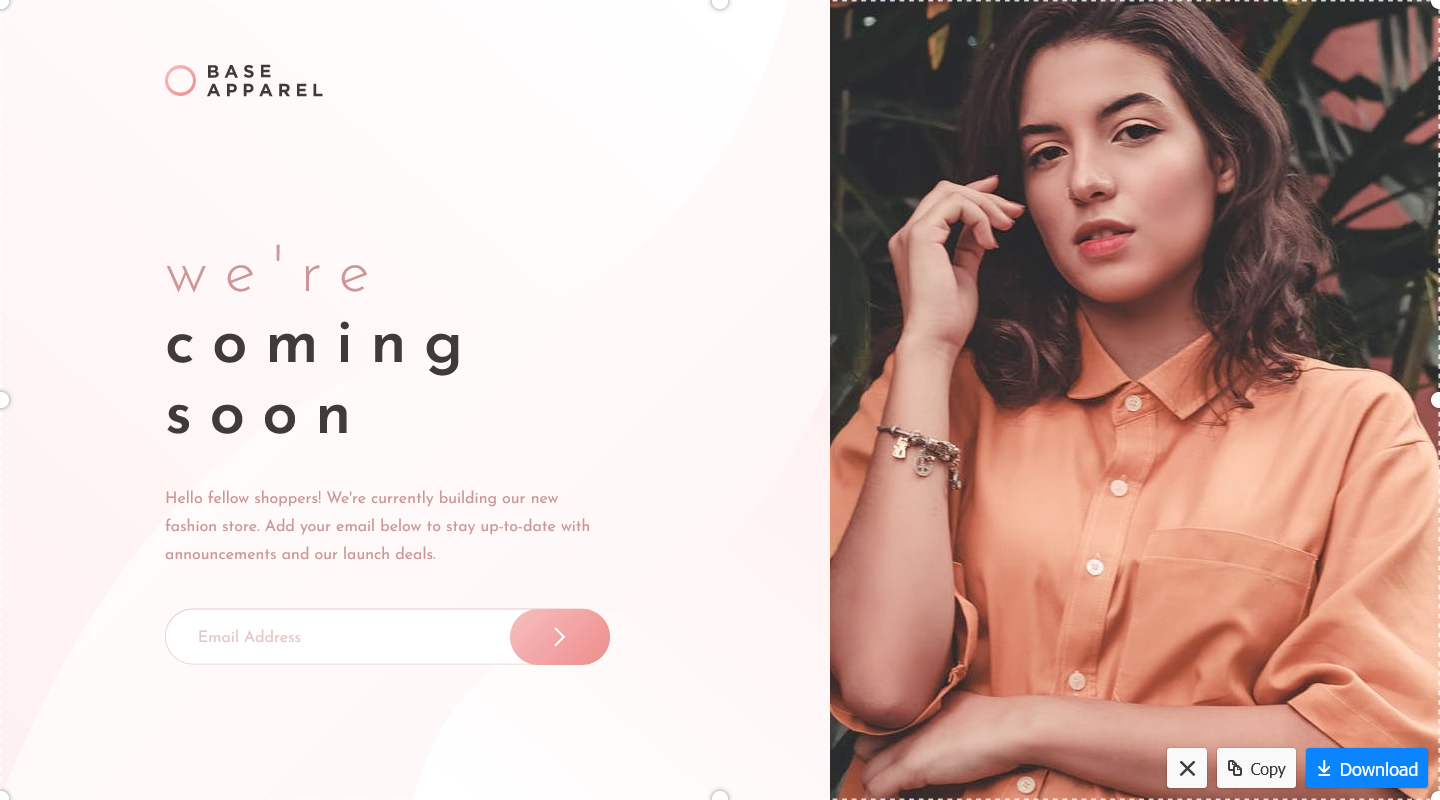 BASE
APPAREL
we're
coming
soon
Hello fellow shoppers! We're currently building our new
fashion store. Add your email below to stay up-to-date with
announcements and our launch deals.
Email Address
Copy
Download